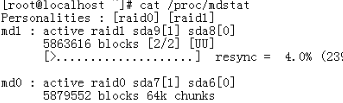 [root@localhost ~]# cat /proc/mdstat
Personalities : [raid0] [raid1]
md1 : active raid1 sda9[1] sda8[0]
5863616 blocks [2/2] [UU]
[>....................] resync = 4.0% (239
md0 : active raid0 sda7[1] sda6[0]
5879552 blocks 64k chunks